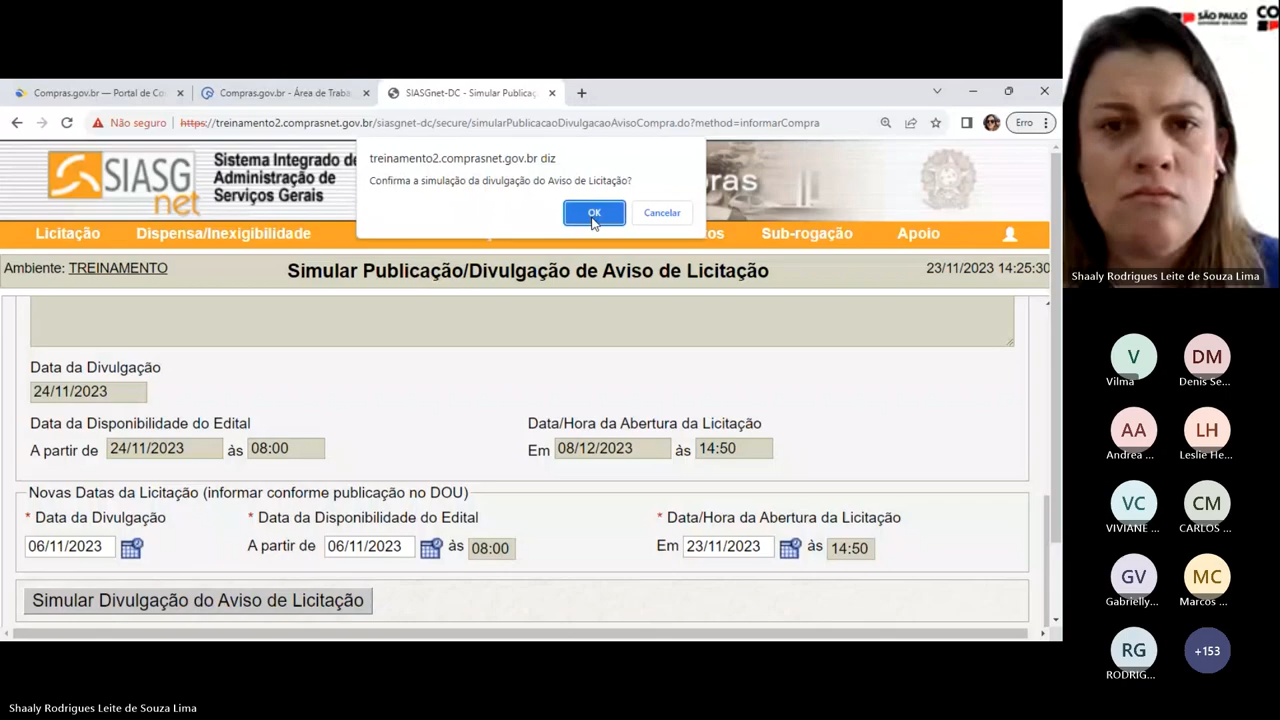 SÃO PAULO
CO
Compras.gov.br — Portal de Co
Compras.gov.br - Área de Traba
SIASGnet-DC - Simular Publicaç
Não seguro
https://treinamento2.comprasnet.gov.br/siasgnet-dc/secure/simularPublicacaoDivulgacaoAvisoCompra.do?method=informarCompra
Erro
treinamento2.comprasnet.gov.br diz
Confirma a simulação da divulgação do Aviso de Licitação?
OK
Cancelar
SIASG
net
Sistema Integrado de
Administração de
Serviços Gerais
ras
Licitação
Dispensa/Inexigibilidade
os
Sub-rogação
Apoio
Ambiente: TREINAMENTO
Simular Publicação/Divulgação de Aviso de Licitação
23/11/2023 14:25:30
Data da Divulgação
24/11/2023
Data da Disponibilidade do Edital
Data/Hora da Abertura da Licitação
A partir de 24/11/2023 às 08:00
Em 08/12/2023 às 14:50
Novas Datas da Licitação (informar conforme publicação no DOU)
* Data da Divulgação
* Data da Disponibilidade do Edital
* Data/Hora da Abertura da Licitação
06/11/2023
A partir de 06/11/2023 às 08:00
Em 23/11/2023 às 14:50
Simular Divulgação do Aviso de Licitação
Shaaly Rodrigues Leite de Souza Lima
V
Vilma
DM
Denis Se...
AA
Andrea ...
LH
Leslie He...
VC
VIVIANE ...
CM
CARLOS ...
GV
Gabrielly...
MC
Marcos ...
RG
RODRIG...
+153
Shaaly Rodrigues Leite de Souza Lima